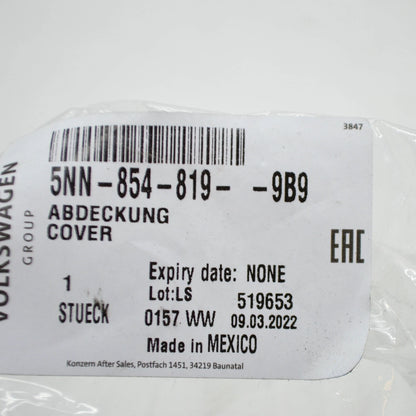 3847
VOLKSWAGEN
GROUP
5NN-854-819- -9B9
ABDECKUNG
COVER
EAC
1
STUECK
Expiry date: NONE
Lot:LS 519653
0157 WW 09.03.2022
Made in MEXICO
Konzern After Sales, Postfach 1451, 34219 Baunatal